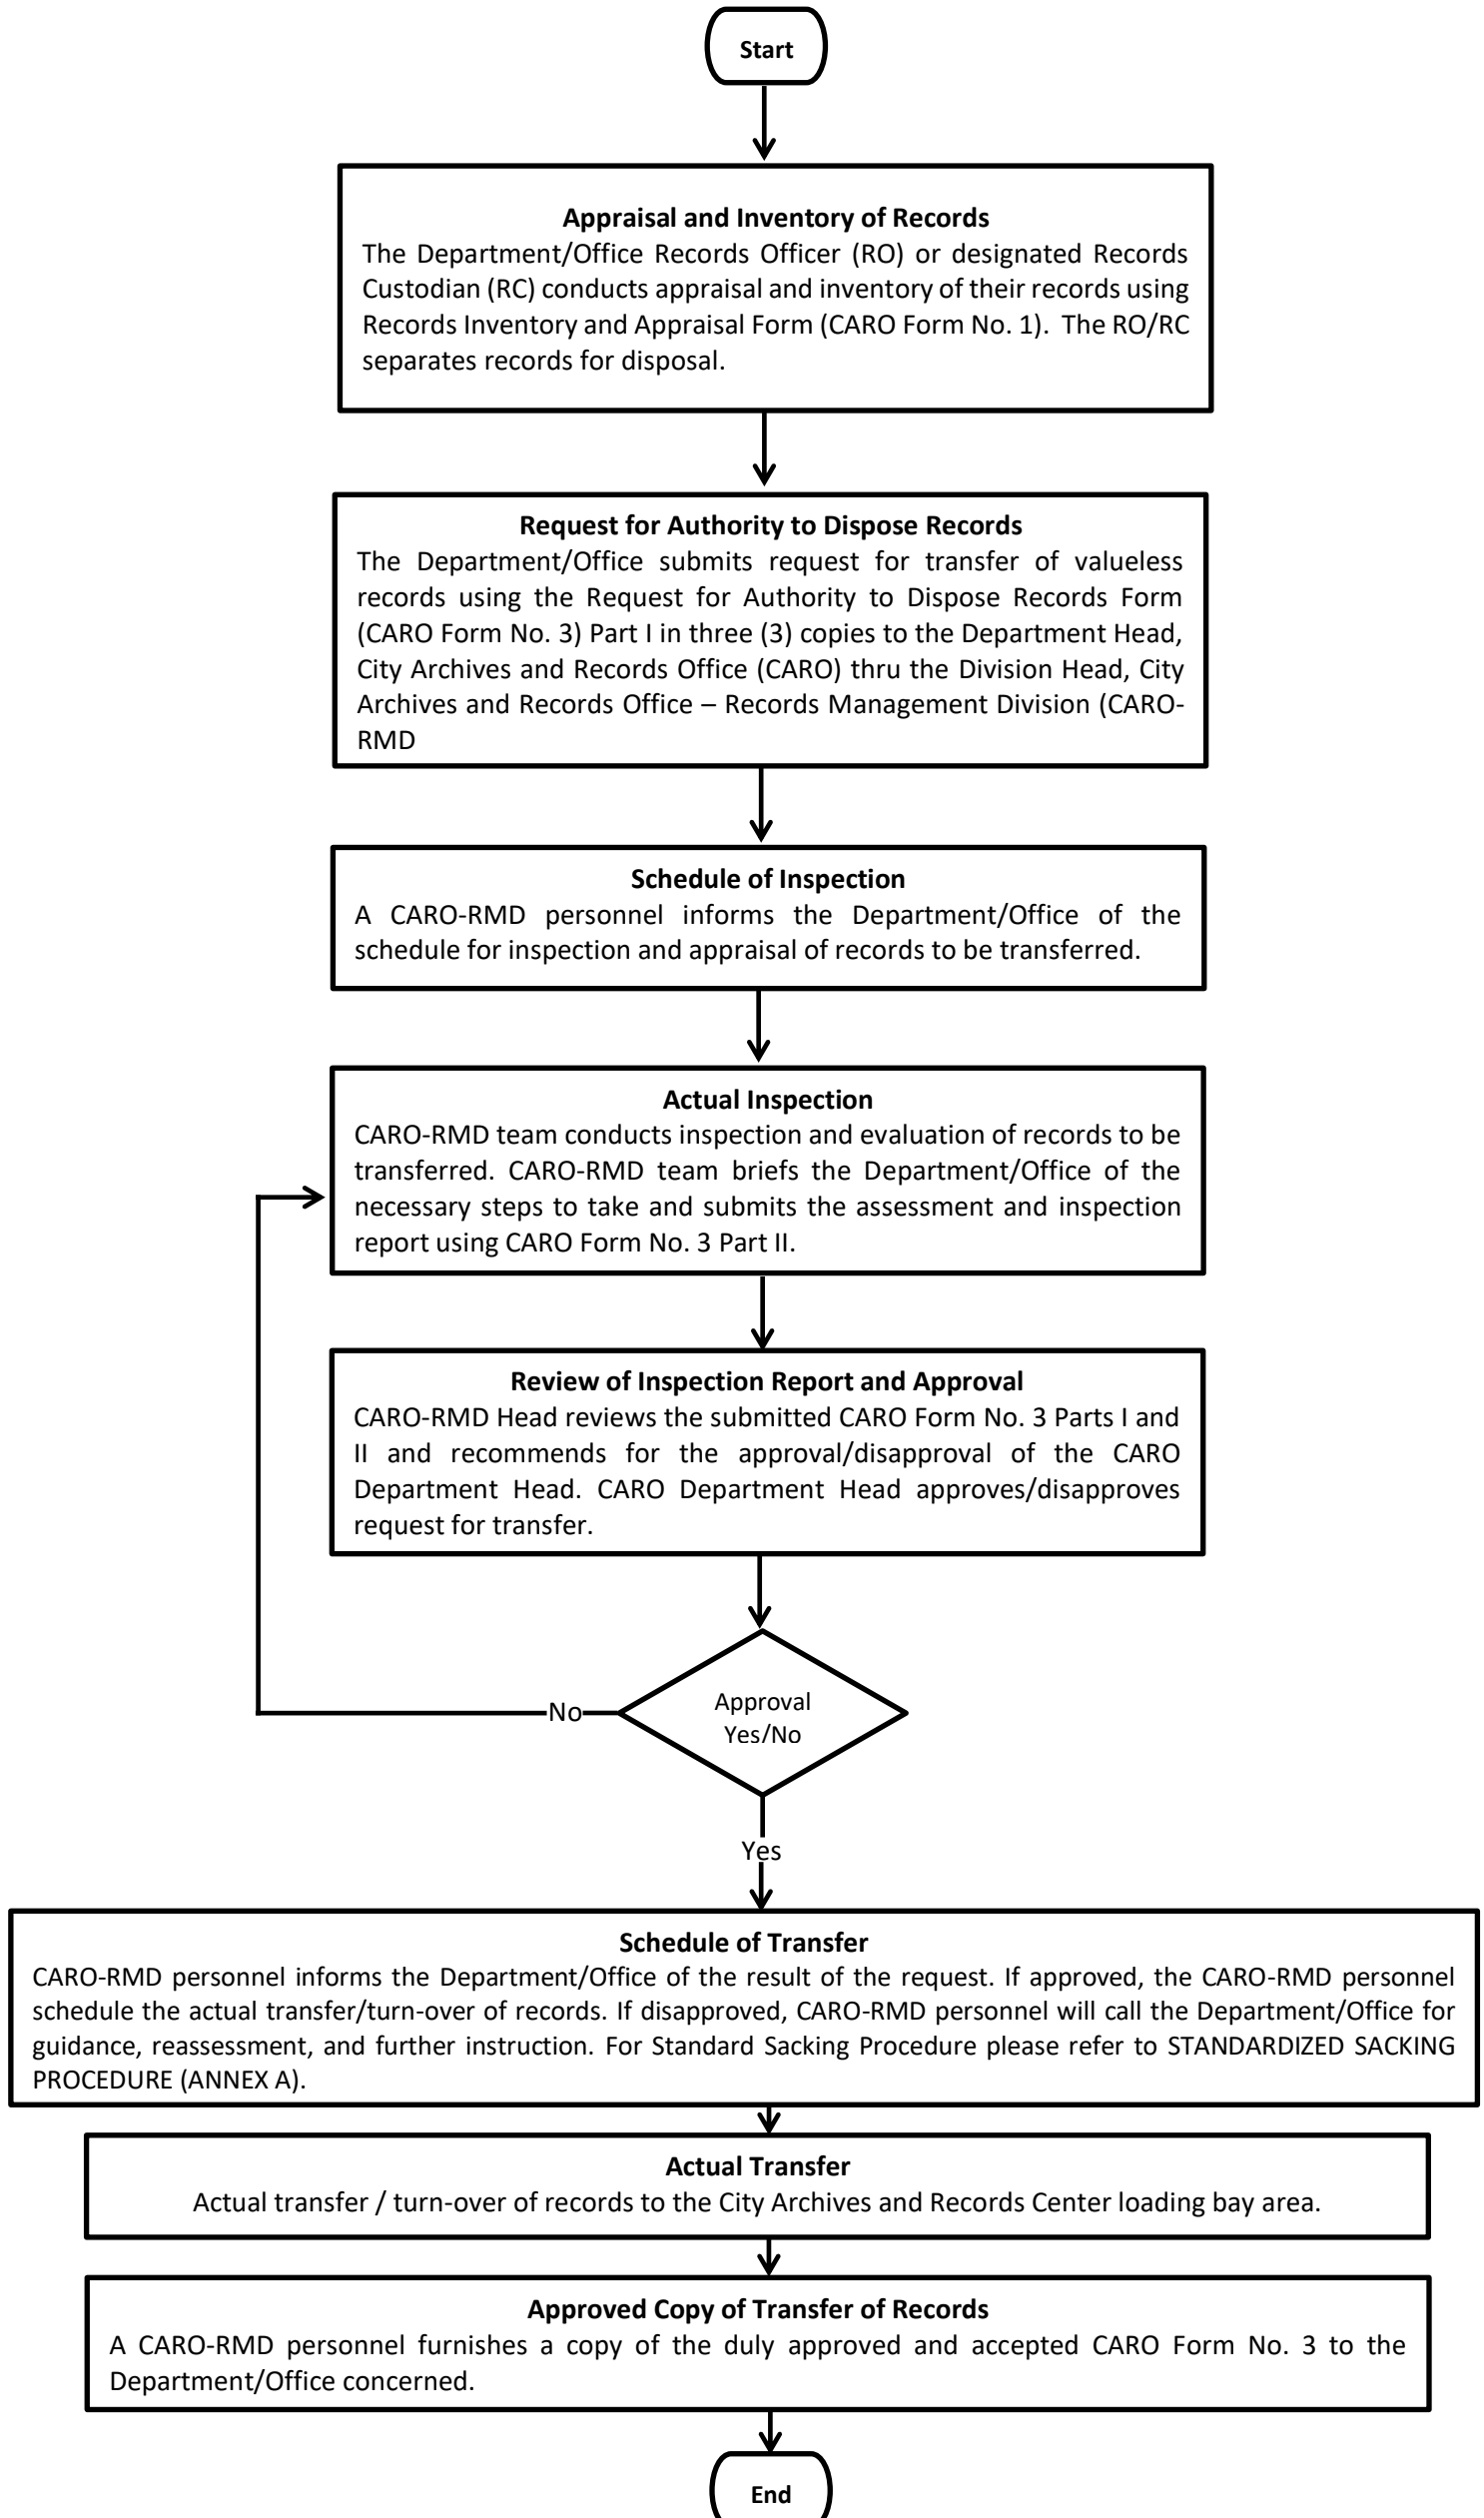 Start
Appraisal and Inventory of Records
The Department/Office Records Officer (RO) or designated Records
Custodian (RC) conducts appraisal and inventory of their records using
Records Inventory and Appraisal Form (CARO Form No. 1).  The RO/RC
separates records for disposal.
Request for Authority to Dispose Records
The Department/Office submits request for transfer of valueless
records using the Request for Authority to Dispose Records Form
(CARO Form No. 3) Part I in three (3) copies to the Department Head,
City Archives and Records Office (CARO) thru the Division Head, City
Archives and Records Office – Records Management Division (CARO-
RMD
Schedule of Inspection
A CARO-RMD personnel informs the Department/Office of the
schedule for inspection and appraisal of records to be transferred.
Actual Inspection
CARO-RMD team conducts inspection and evaluation of records to be
transferred. CARO-RMD team briefs the Department/Office of the
necessary steps to take and submits the assessment and inspection
report using CARO Form No. 3 Part II.
Review of Inspection Report and Approval
CARO-RMD Head reviews the submitted CARO Form No. 3 Parts I and
II and recommends for the approval/disapproval of the CARO
Department Head. CARO Department Head approves/disapproves
request for transfer.
Approval
Yes/No
No
Yes
Schedule of Transfer
CARO-RMD personnel informs the Department/Office of the result of the request. If approved, the CARO-RMD personnel
schedule the actual transfer/turn-over of records. If disapproved, CARO-RMD personnel will call the Department/Office for
guidance, reassessment, and further instruction. For Standard Sacking Procedure please refer to STANDARDIZED SACKING
PROCEDURE (ANNEX A).
Actual Transfer
Actual transfer / turn-over of records to the City Archives and Records Center loading bay area.
Approved Copy of Transfer of Records
A CARO-RMD personnel furnishes a copy of the duly approved and accepted CARO Form No. 3 to the
Department/Office concerned.
End